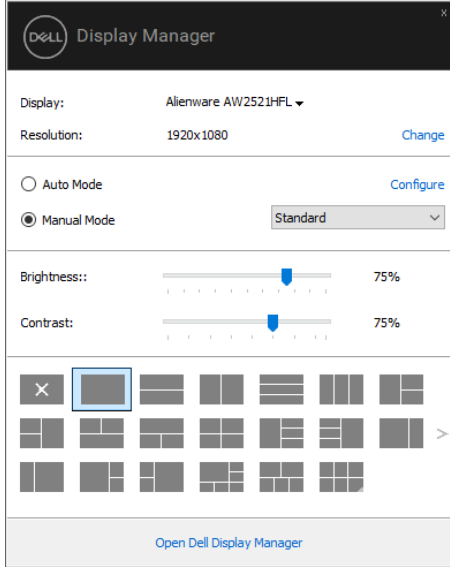 x
DELL Display Manager
Display: Alienware AW2521HFL
Resolution: 1920x1080 Change
Auto Mode Configure
Manual Mode Standard
Brightness:: 75%
Contrast: 75%
Open Dell Display Manager